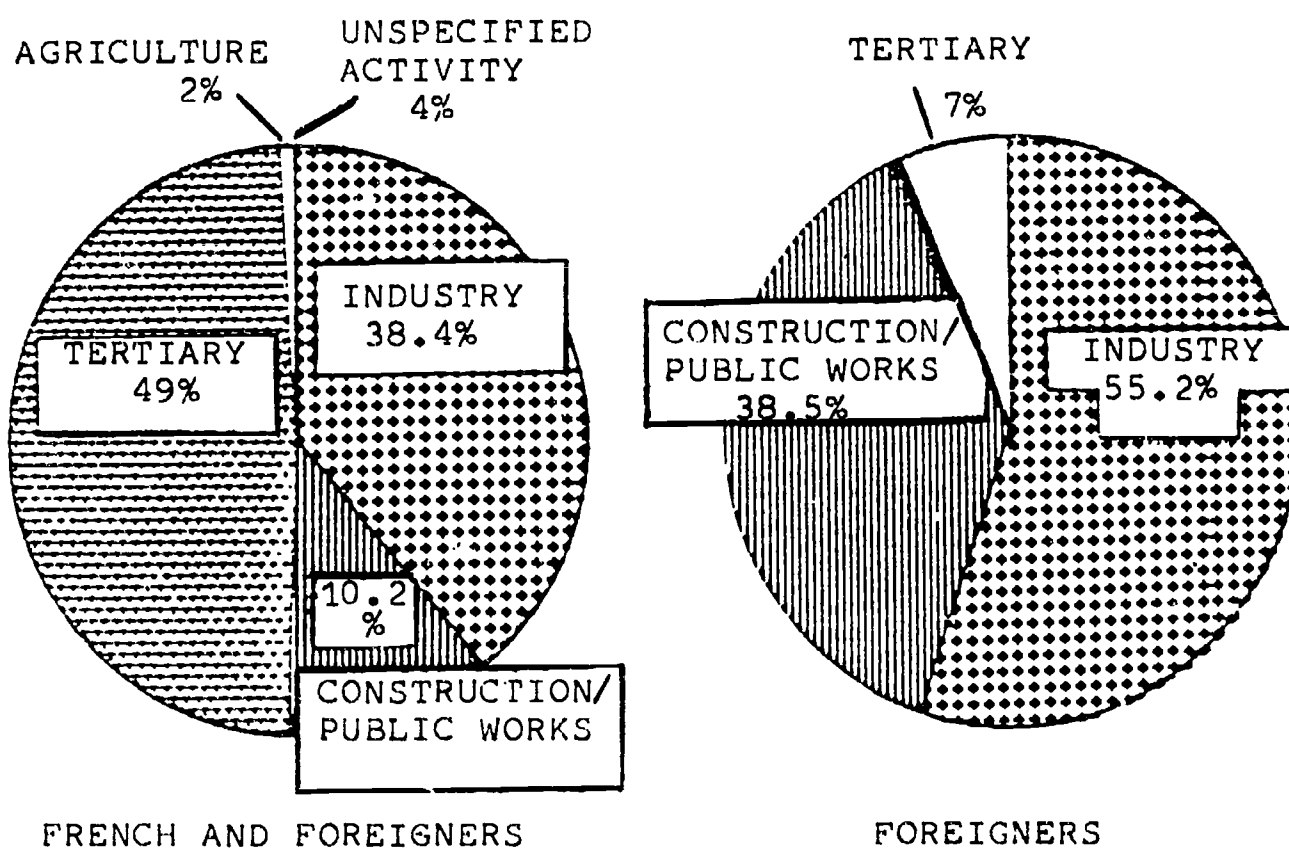 AGRICULTURE
2%
UNSPECIFIED
ACTIVITY
4%
INDUSTRY
38.4%
TERTIARY
49%
10.2
%
CONSTRUCTION/
PUBLIC WORKS
FRENCH AND FOREIGNERS
TERTIARY
7%
CONSTRUCTION/
PUBLIC WORKS
38.5%
INDUSTRY
55.2%
FOREIGNERS